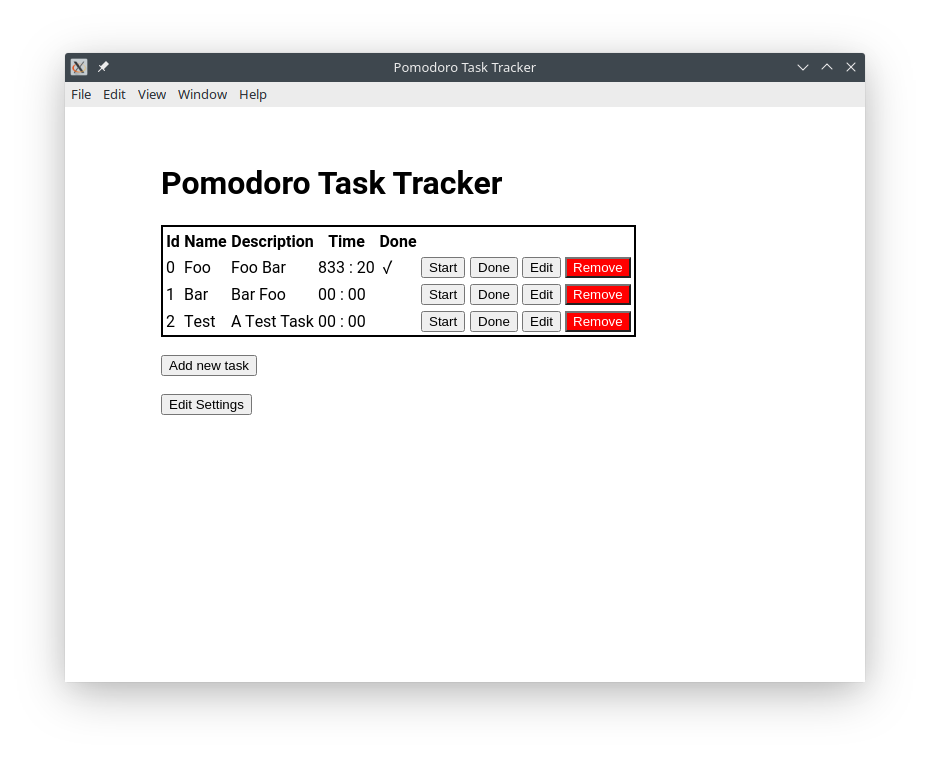 Pomodoro Task Tracker
File Edit View Window Help
Pomodoro Task Tracker
Id Name Description Time Done
0 Foo Foo Bar 833 : 20 √ Start Done Edit Remove
1 Bar Bar Foo 00 : 00 Start Done Edit Remove
2 Test A Test Task 00 : 00 Start Done Edit Remove
Add new task
Edit Settings